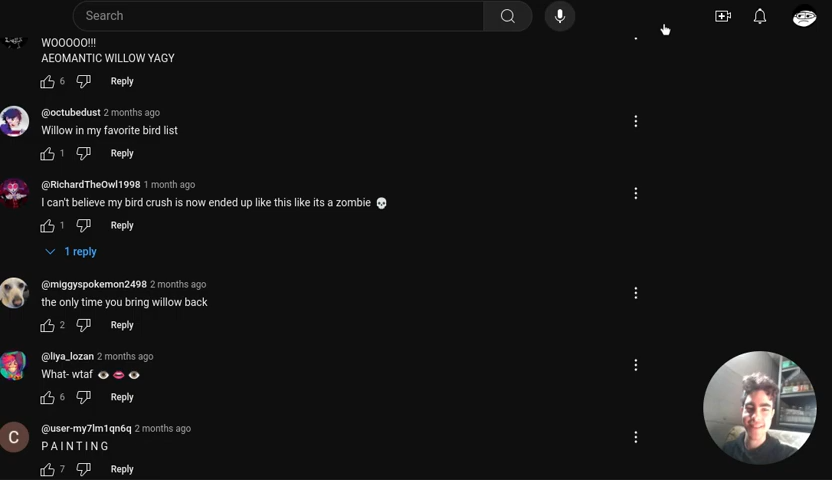 Search
WOOOOO!!!
AEOMANTIC WILLOW YAGY
6 Reply
@octubedust 2 months ago
Willow in my favorite bird list
1 Reply
@RichardTheOwl1998 1 month ago
I can't believe my bird crush is now ended up like this like its a zombie 💀
1 Reply
1 reply
@miggyspokemon2498 2 months ago
the only time you bring willow back
2 Reply
@liya_lozan 2 months ago
What- wtaf 👁️👄👁️
6 Reply
C
@user-my7lm1qn6q 2 months ago
P A I N T I N G
7 Reply